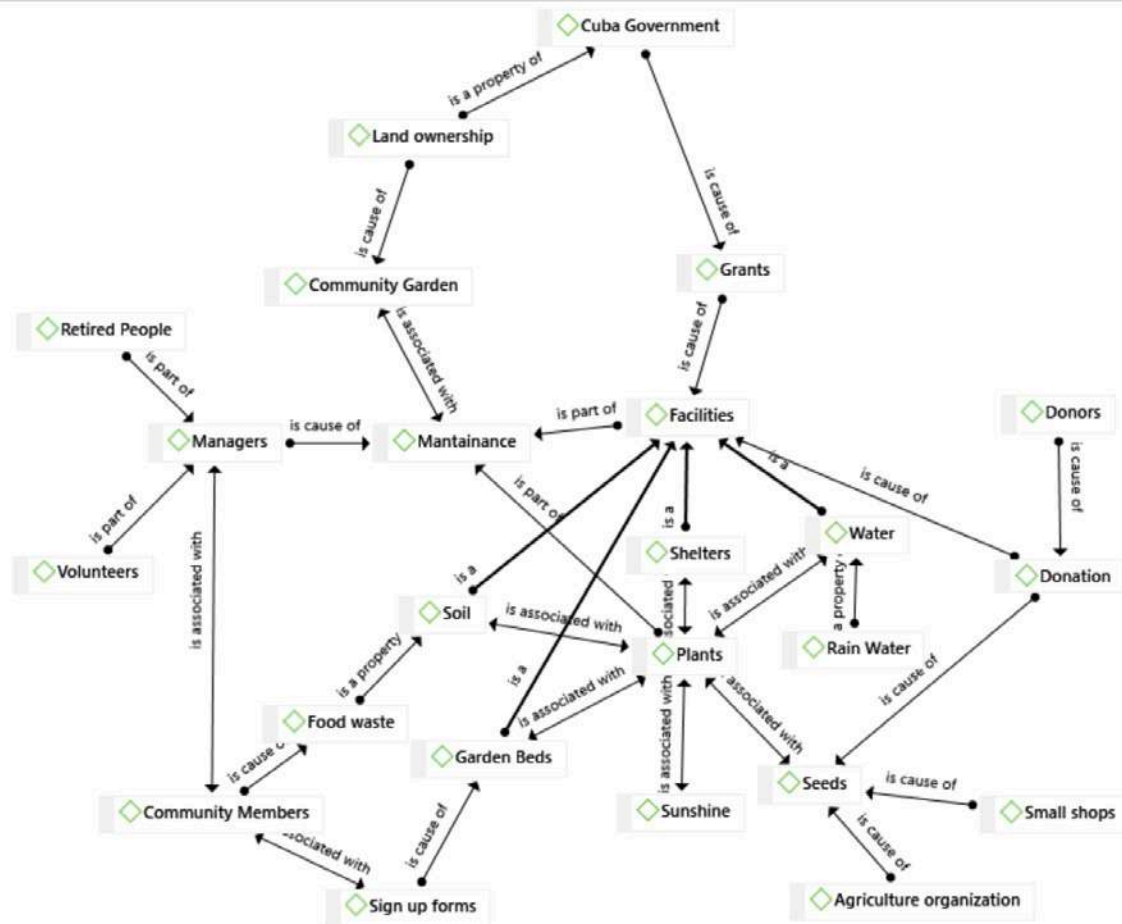 Cuba Government
is a property of
Land ownership
is cause of
is cause of
Community Garden
Grants
is associated with
is cause of
Retired People
is part of
Managers
is cause of
Mantainance
is part of
Facilities
Donors
is cause of
is part of
Volunteers
is associated with
is part of
is a
is a
is a
is cause of
Water
Shelters
Donation
is a
Soil
is associated with
sociated
is associated with
a property
Rain Water
Plants
is cause of
is a property
Food waste
is cause o
is associated with
Garden Beds
is associated with
associated with
Seeds
is cause of
Small shops
Sunshine
Community Members
ssociated with
is cause of
Sign up forms
is cause of
Agriculture organization